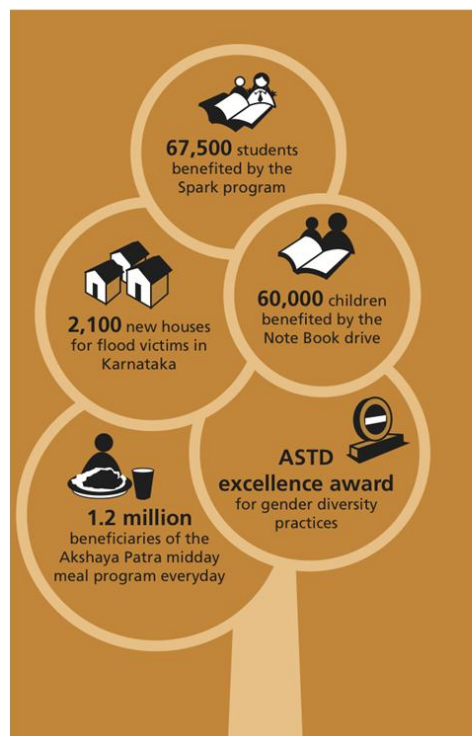 67,500 students
benefited by the
Spark program
60,000 children
benefited by the
Note Book drive
2,100 new houses
for flood victims in
Karnataka
ASTD
excellence award
for gender diversity
practices
1.2 million
beneficiaries of the
Akshaya Patra midday
meal program everyday